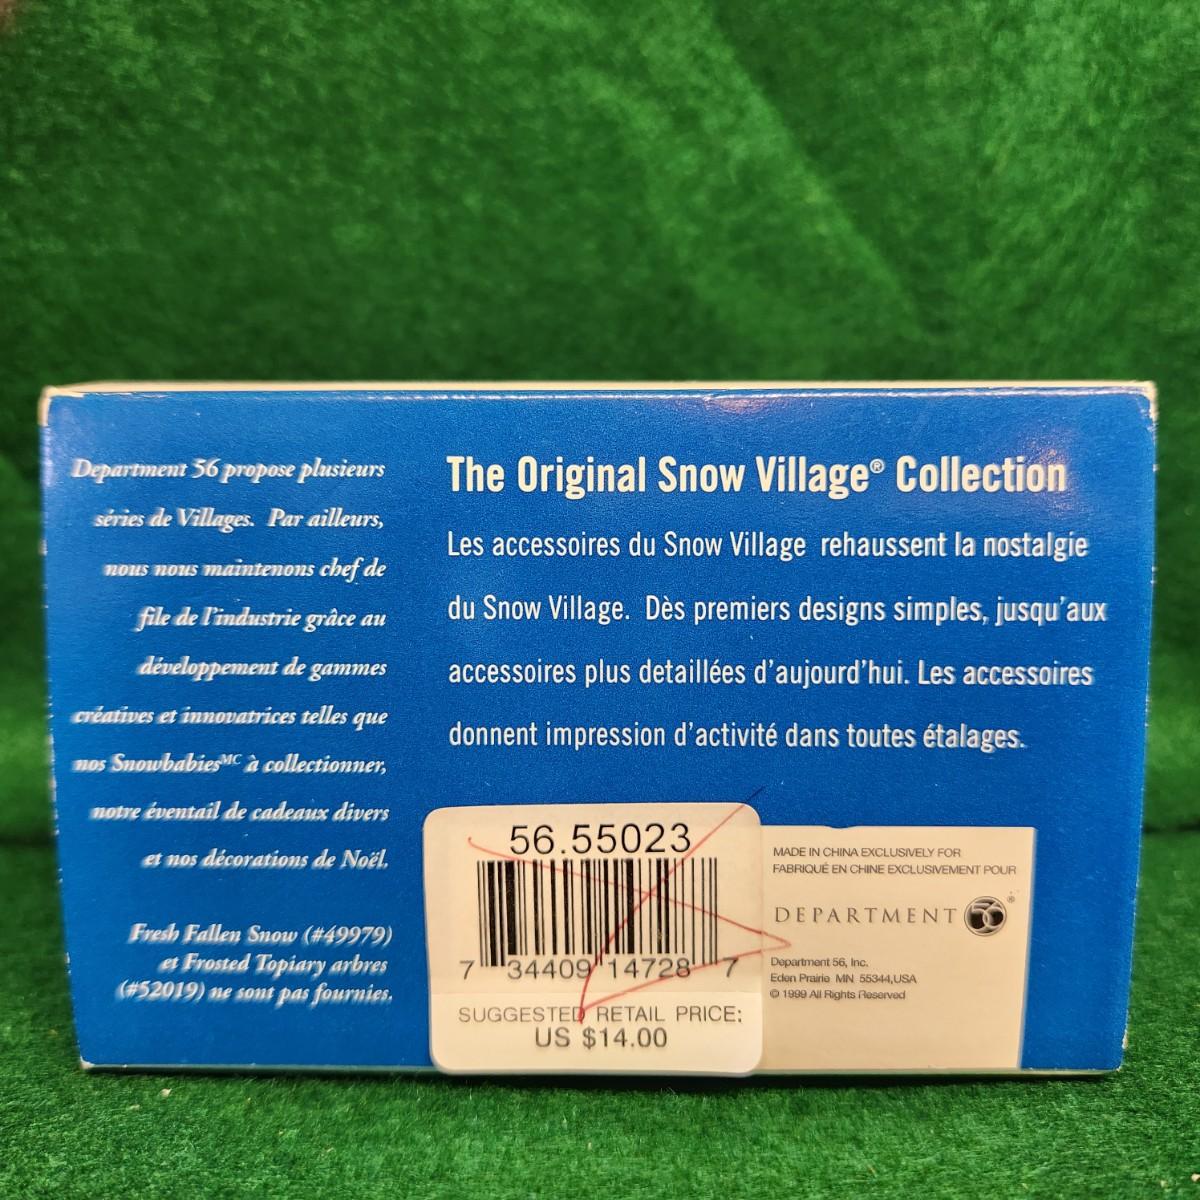 Department 56 propose plusieurs
séries de Villages. Par ailleurs,
nous nous maintenons chef de
file de l'industrie grâce au
développement de gammes
créatives et innovatrices telles que
nos Snowbabies MC à collectionner,
notre éventail de cadeaux divers
et nos décorations de Noël.
Fresh Fallen Snow (#49979)
et Frosted Topiary arbres
(#52019) ne sont pas fournies.
The Original Snow Village® Collection
Les accessoires du Snow Village rehaussent la nostalgie
du Snow Village. Dès premiers designs simples, jusqu'aux
accessoires plus detaillées d'aujourd'hui. Les accessoires
donnent impression d'activité dans toutes étalages.
56.55023
7 34409 14728 7
SUGGESTED RETAIL PRICE:
US $14.00
MADE IN CHINA EXCLUSIVELY FOR
FABRIQUÉ EN CHINE EXCLUSIVEMENT POUR
DEPARTMENT 56®
Department 56, Inc.
Eden Prairie MN 55344,USA
© 1999 All Rights Reserved